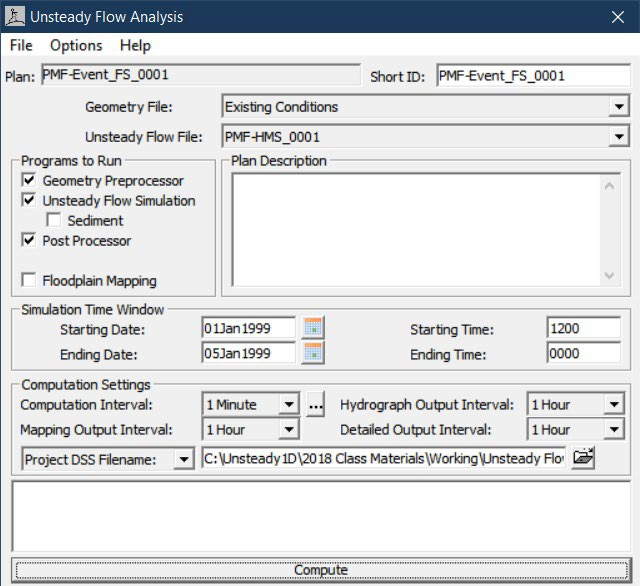 Unsteady Flow Analysis
File Options Help
Plan: PMF-Event_FS_0001 Short ID: PMF-Event_FS_0001
Geometry File: Existing Conditions
Unsteady Flow File: PMF-HMS_0001
Programs to Run Plan Description
Geometry Preprocessor
Unsteady Flow Simulation
Sediment
Post Processor
Floodplain Mapping
Simulation Time Window
Starting Date: 01Jan1999 Starting Time: 1200
Ending Date: 05Jan1999 Ending Time: 0000
Computation Settings
Computation Interval: 1 Minute ... Hydrograph Output Interval: 1 Hour
Mapping Output Interval: 1 Hour Detailed Output Interval: 1 Hour
Project DSS Filename: C:\Unsteady1D\2018 Class Materials\Working\Unsteady Flo
Compute